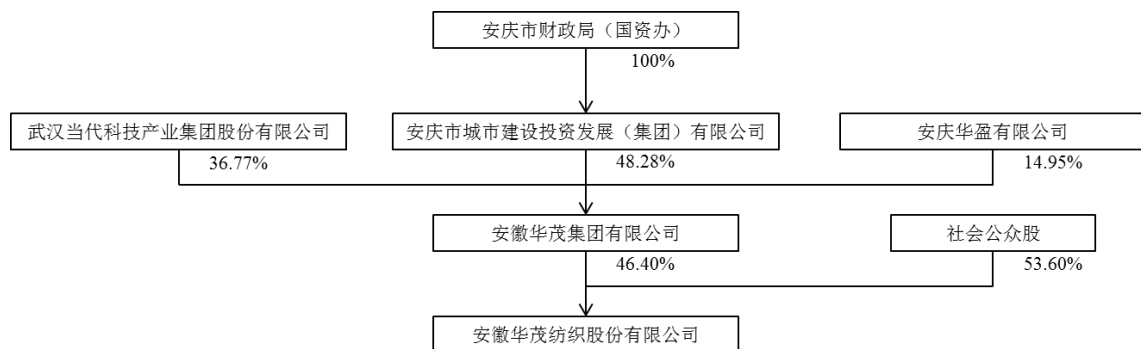 安庆市财政局（国资办）
100%
武汉当代科技产业集团股份有限公司
安庆市城市建设投资发展（集团）有限公司
安庆华盈有限公司
36.77%
48.28%
14.95%
安徽华茂集团有限公司
社会公众股
46.40%
53.60%
安徽华茂纺织股份有限公司